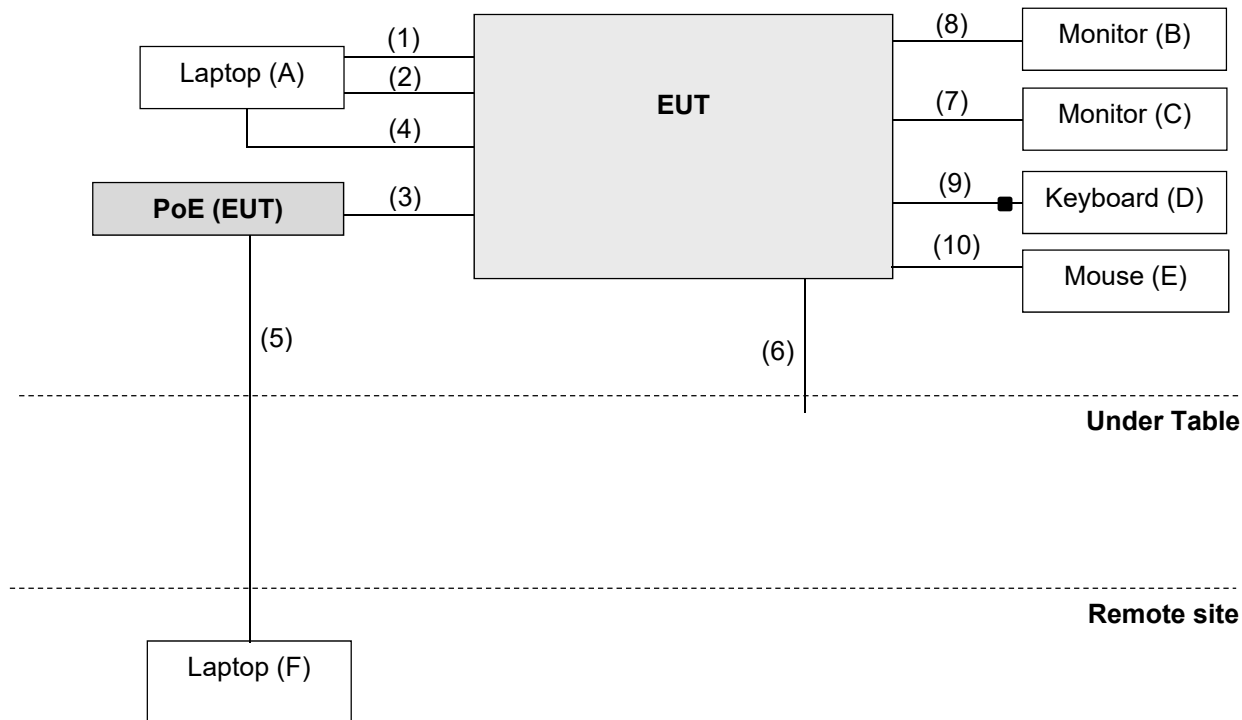 (1)
(8)
Monitor (B)
Laptop (A)
(2)
EUT
(7)
Monitor (C)
(4)
PoE (EUT)
(3)
(9)
Keyboard (D)
(10)
Mouse (E)
(5)
(6)
Under Table
Remote site
Laptop (F)